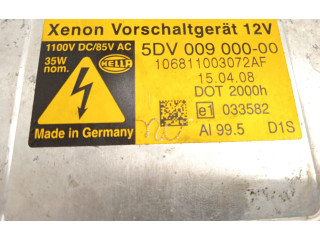 Xenon Vorschaltgerät 12V
1100V DC/85V AC
35W
nom.
HELLA
5DV 009 000-00
106811003072AF
15.04.08
DOT 2000h
e1 033582
Made in Germany
Al 99.5 D1S